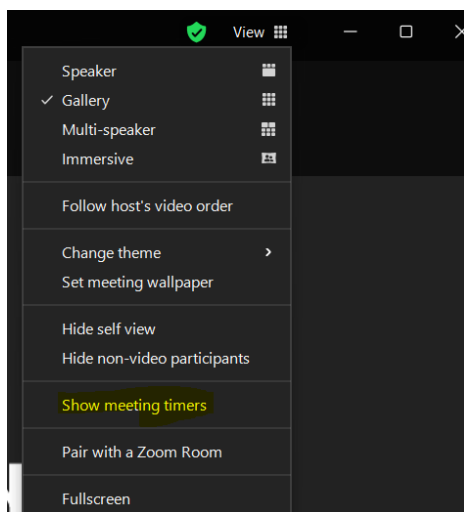 View
Speaker
Gallery
Multi-speaker
Immersive
Follow host's video order
Change theme
Set meeting wallpaper
Hide self view
Hide non-video participants
Show meeting timers
Pair with a Zoom Room
Fullscreen